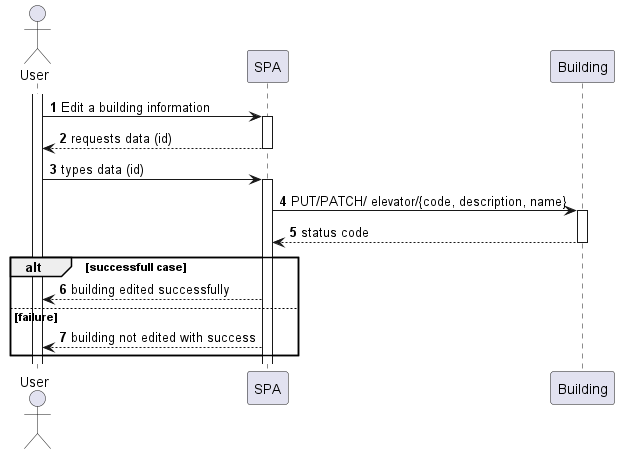 User
SPA
Building
1 Edit a building information
2 requests data (id)
3 types data (id)
4 PUT/PATCH/ elevator/{code, description, name}
5 status code
alt [successfull case]
6 building edited successfully
[failure]
7 building not edited with success
User
SPA
Building